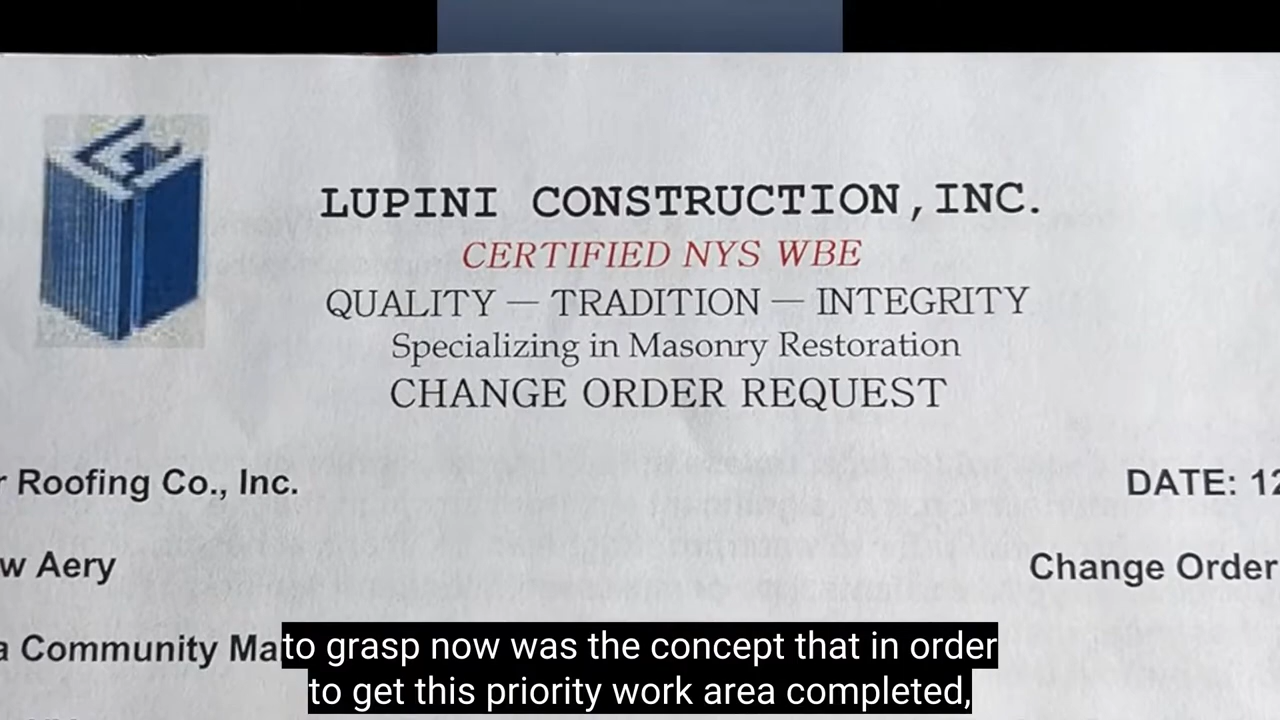 LUPINI CONSTRUCTION, INC.
CERTIFIED NYS WBE
QUALITY — TRADITION — INTEGRITY
Specializing in Masonry Restoration
CHANGE ORDER REQUEST
r Roofing Co., Inc.
DATE: 12
w Aery
Change Order
a Community Ma
to grasp now was the concept that in order
to get this priority work area completed,